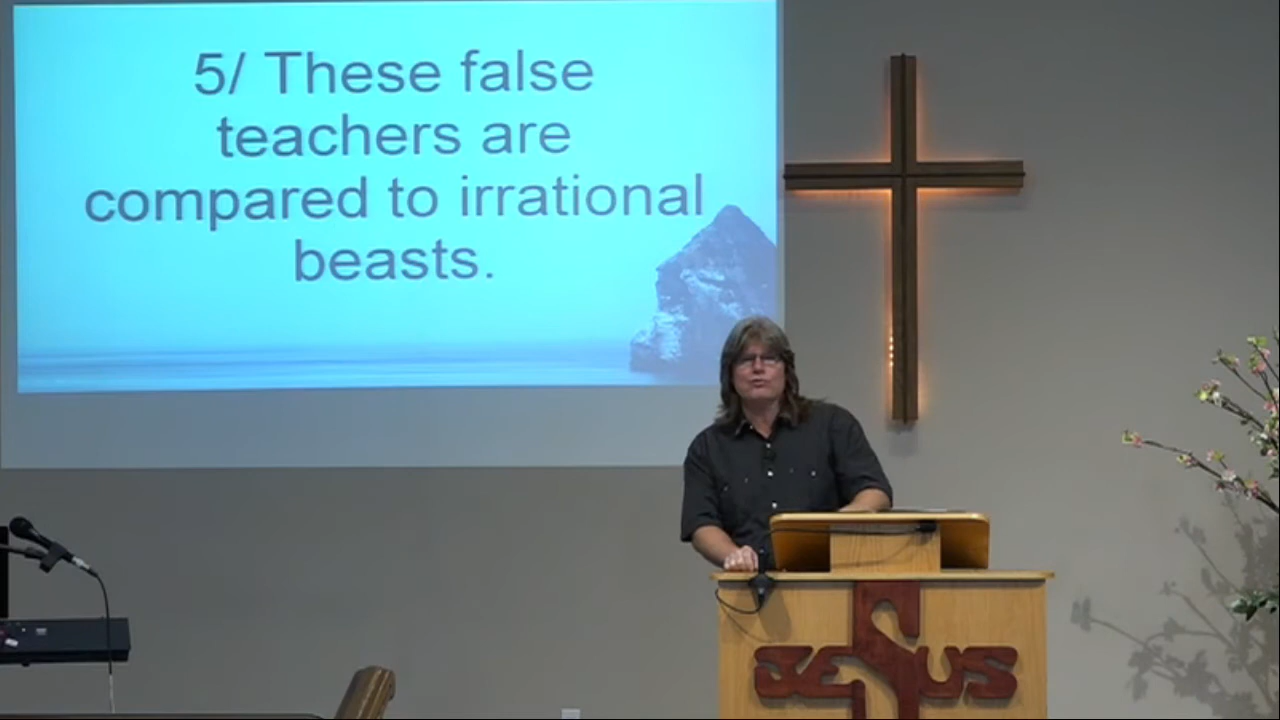 5/ These false
teachers are
compared to irrational
beasts.
JESUS